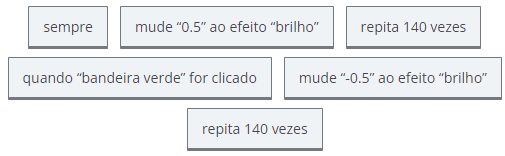 sempre
mude “0.5” ao efeito “brilho”
repita 140 vezes
quando “bandeira verde” for clicado
mude “-0.5” ao efeito “brilho”
repita 140 vezes